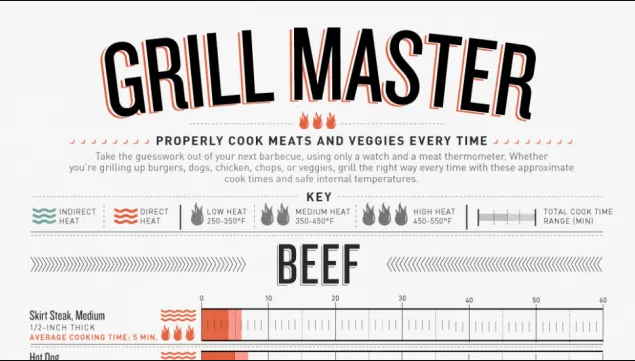 GRILL MASTER
PROPERLY COOK MEATS AND VEGGIES EVERY TIME
Take the guesswork out of your next barbecue, using only a watch and a meat thermometer. Whether
you're grilling up burgers, dogs, chicken, chops, or veggies, grill the right way every time with these approximate
cook times and safe internal temperatures.
KEY
INDIRECT
HEAT
DIRECT
HEAT
LOW HEAT
250-350°F
MEDIUM HEAT
350-450°F
HIGH HEAT
450-550°F
TOTAL COOK TIME
RANGE (MIN)
BEEF
0 10 20 30 40 50 60
Skirt Steak, Medium
1/2-INCH THICK
AVERAGE COOKING TIME: 5 MIN.
Hot Dog